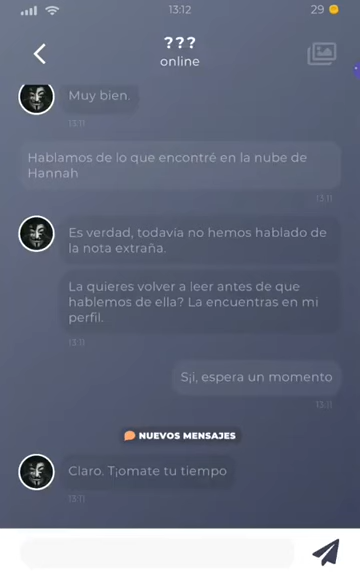 13:12
29
???
online
Muy bien.
13:11
Hablamos de lo que encontré en la nube de
Hannah
13:11
Es verdad, todavía no hemos hablado de
la nota extraña.
La quieres volver a leer antes de que
hablemos de ella? La encuentras en mi
perfil.
13:11
S¡i, espera un momento
13:11
NUEVOS MENSAJES
Claro. T¡omate tu tiempo
13:11